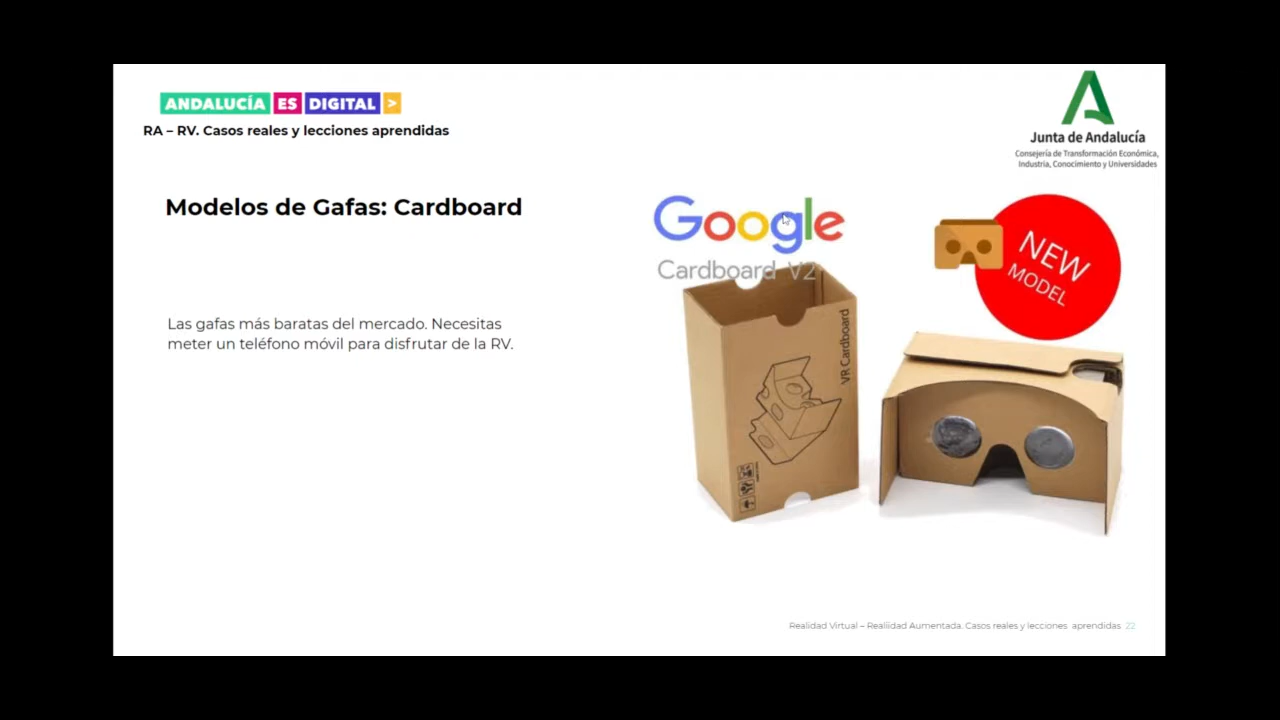 ANDALUCÍA ES DIGITAL >
RA – RV. Casos reales y lecciones aprendidas
Junta de Andalucía
Consejería de Transformación Económica,
Industria, Conocimiento y Universidades
Modelos de Gafas: Cardboard
Google
Cardboard V2
NEW
MODEL
VR Cardboard
Las gafas más baratas del mercado. Necesitas
meter un teléfono móvil para disfrutar de la RV.
Realidad Virtual – Realiidad Aumentada. Casos reales y lecciones aprendidas 22